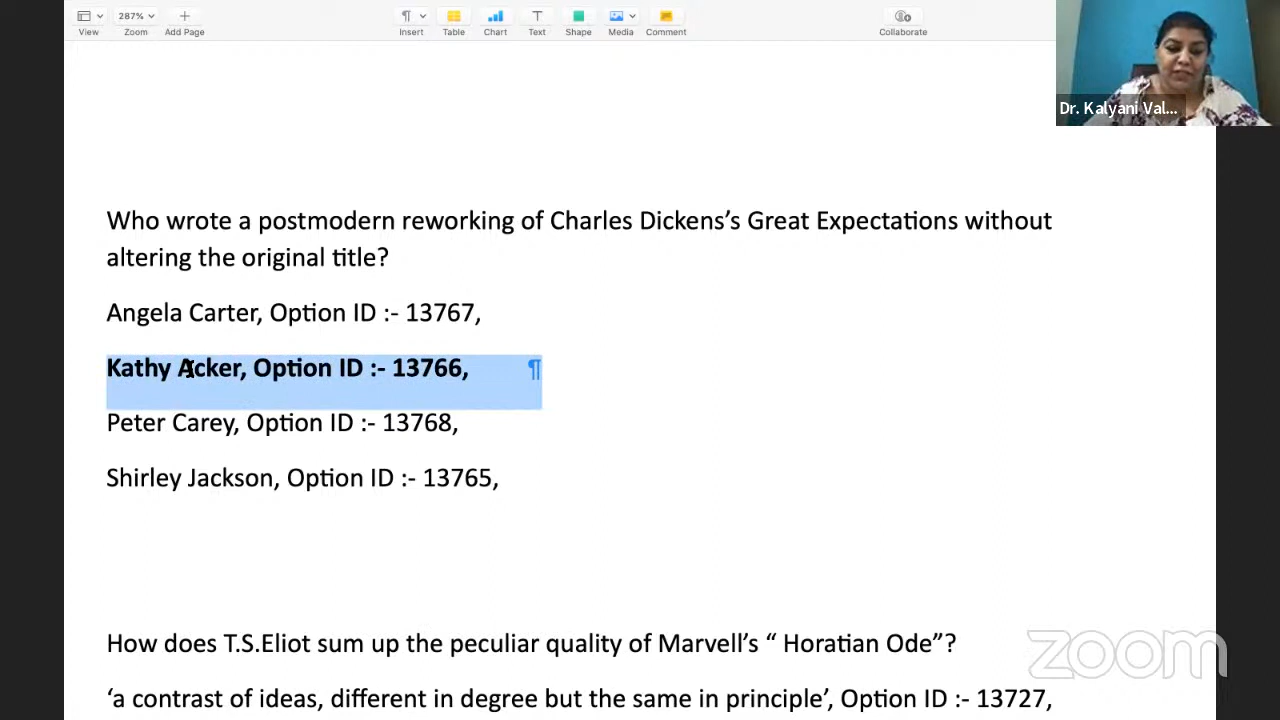 287%
View
Zoom
Add Page
Insert
Table
Chart
Text
Shape
Media
Comment
Collaborate
Dr. Kalyani Val...
Who wrote a postmodern reworking of Charles Dickens’s Great Expectations without
altering the original title?
Angela Carter, Option ID :- 13767,
Kathy Acker, Option ID :- 13766,
Peter Carey, Option ID :- 13768,
Shirley Jackson, Option ID :- 13765,
How does T.S.Eliot sum up the peculiar quality of Marvell’s “ Horatian Ode”?
zoom
‘a contrast of ideas, different in degree but the same in principle’, Option ID :- 13727,